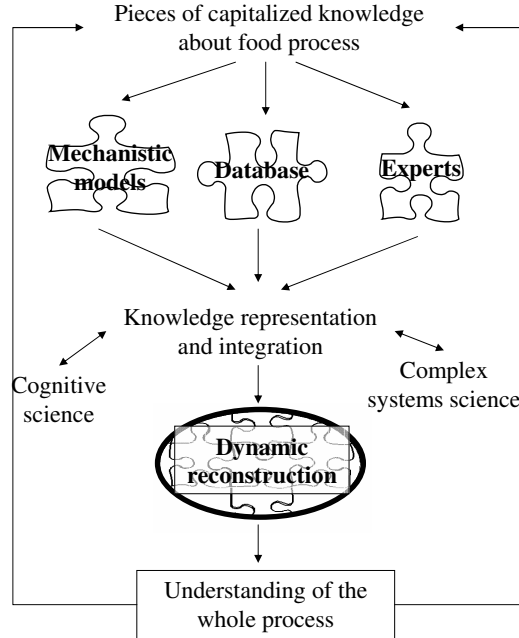 Pieces of capitalized knowledge
about food process
Mechanistic
models
Database
Experts
Knowledge representation
and integration
Cognitive
science
Complex
systems science
Dynamic
reconstruction
Understanding of the
whole process